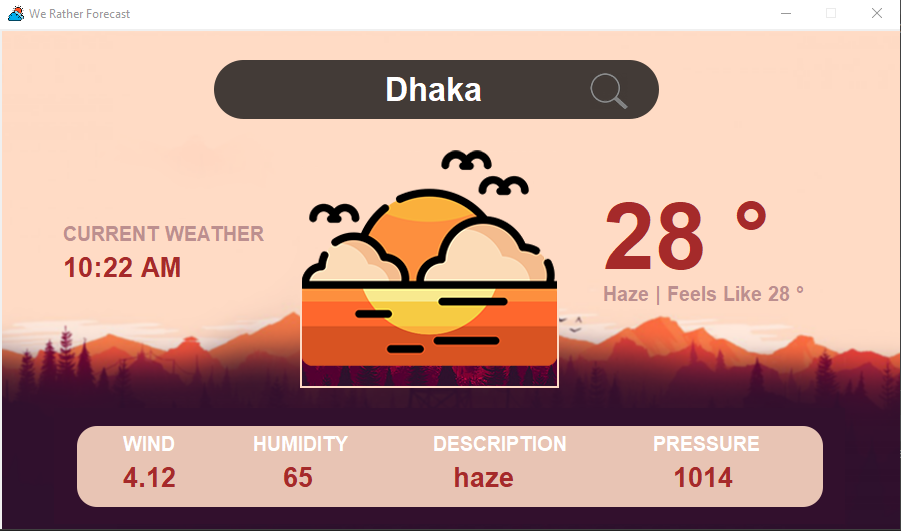 We Rather Forecast
Dhaka
CURRENT WEATHER
10:22 AM
28 °
Haze | Feels Like 28 °
WIND HUMIDITY DESCRIPTION PRESSURE
4.12 65 haze 1014